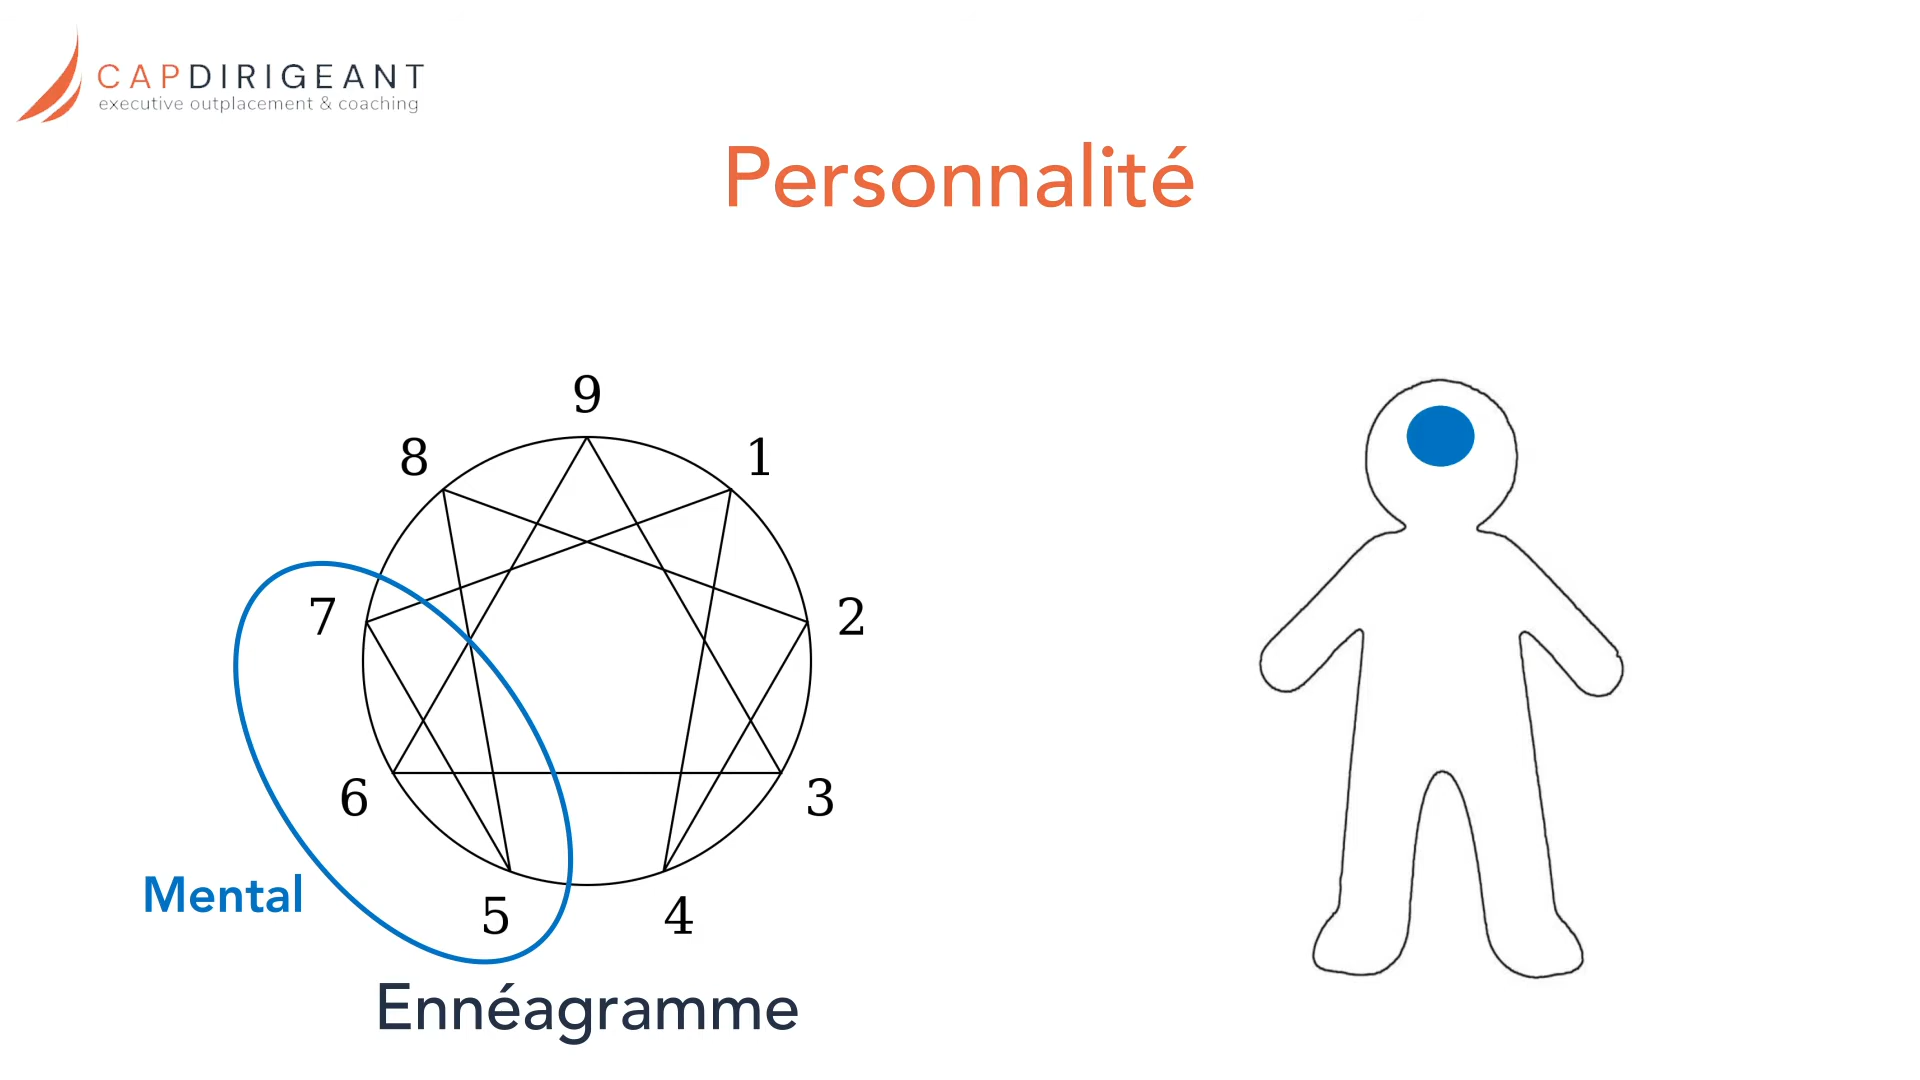 CAPDIRIGEANT
executive outplacement & coaching
Personnalité
9
8
1
7
2
6
3
Mental
5
4
Ennéagramme